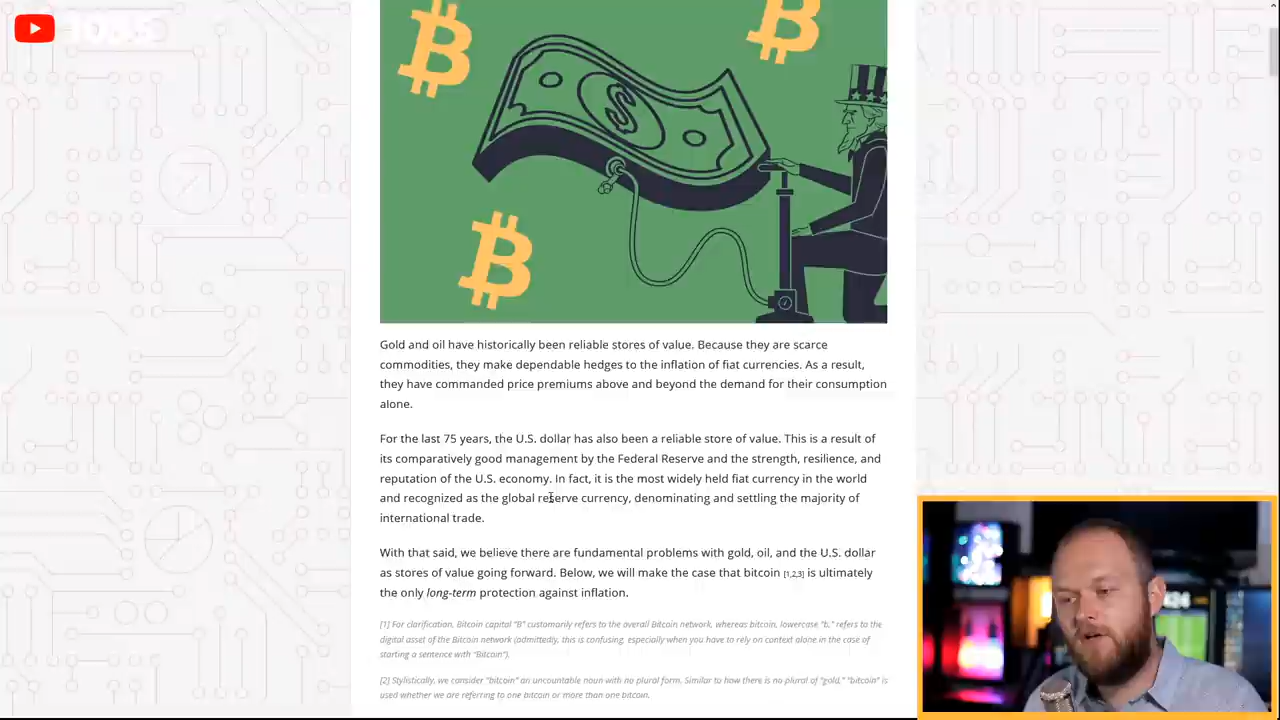 Gold and oil have historically been reliable stores of value. Because they are scarce
commodities, they make dependable hedges to the inflation of fiat currencies. As a result,
they have commanded price premiums above and beyond the demand for their consumption
alone.
For the last 75 years, the U.S. dollar has also been a reliable store of value. This is a result of
its comparatively good management by the Federal Reserve and the strength, resilience, and
reputation of the U.S. economy. In fact, it is the most widely held fiat currency in the world
and recognized as the global reserve currency, denominating and settling the majority of
international trade.
With that said, we believe there are fundamental problems with gold, oil, and the U.S. dollar
as stores of value going forward. Below, we will make the case that bitcoin [1,2,3] is ultimately
the only long-term protection against inflation.
[1] For clarification, Bitcoin capital "B" customarily refers to the overall Bitcoin network, whereas bitcoin, lowercase "b," refers to the
digital asset of the Bitcoin network (admittedly, this is confusing, especially when you have to rely on context alone in the case of
starting a sentence with "Bitcoin").
[2] Stylistically, we consider "bitcoin" an uncountable noun with no plural form. Similar to how there is no plural of "gold," "bitcoin" is
used whether we are referring to one bitcoin or more than one bitcoin.